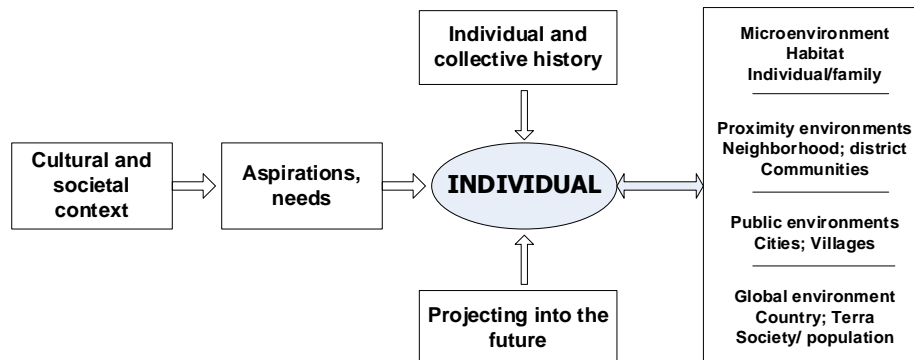 Individual and
collective history
Cultural and
societal
context
Aspirations,
needs
INDIVIDUAL
Projecting into the
future
Microenvironment
Habitat
Individual/family
Proximity environments
Neighborhood; district
Communities
Public environments
Cities; Villages
Global environment
Country; Terra
Society/ population